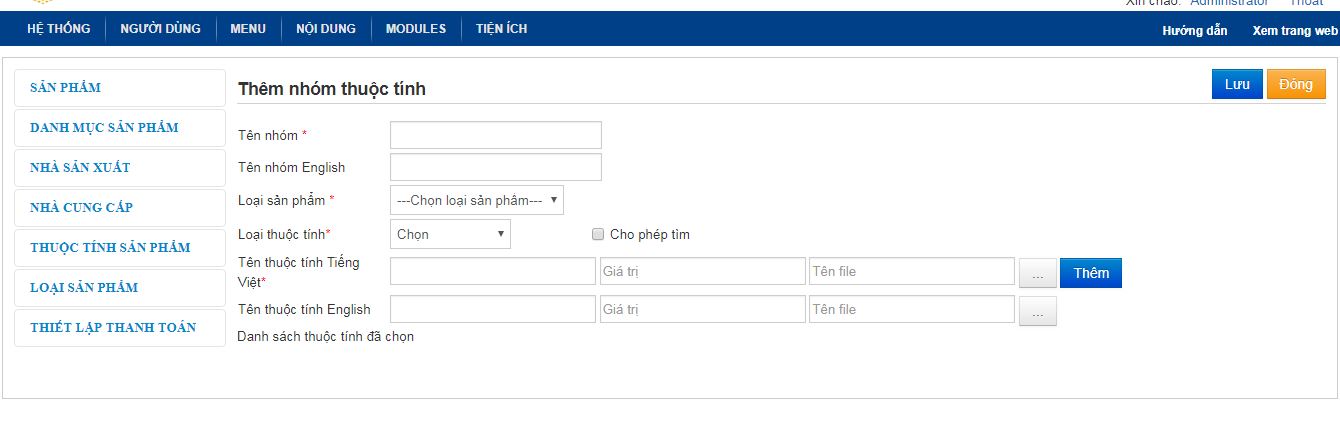 Xin chào: Administrator Thoát
HỆ THỐNG NGƯỜI DÙNG MENU NỘI DUNG MODULES TIỆN ÍCH Hướng dẫn Xem trang web
SẢN PHẨM
DANH MỤC SẢN PHẨM
NHÀ SẢN XUẤT
NHÀ CUNG CẤP
THUỘC TÍNH SẢN PHẨM
LOẠI SẢN PHẨM
THIẾT LẬP THANH TOÁN
Thêm nhóm thuộc tính Lưu Đóng
Tên nhóm *
Tên nhóm English
Loại sản phẩm * ---Chọn loại sản phẩm---
Loại thuộc tính* Chọn Cho phép tìm
Tên thuộc tính Tiếng
Việt* Giá trị Tên file ... Thêm
Tên thuộc tính English Giá trị Tên file ...
Danh sách thuộc tính đã chọn